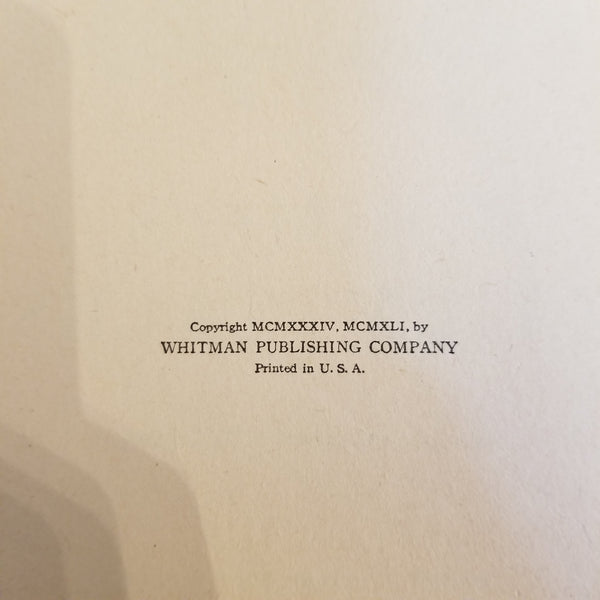 Copyright MCMXXXIV, MCMXLI, by
WHITMAN PUBLISHING COMPANY
Printed in U. S. A.